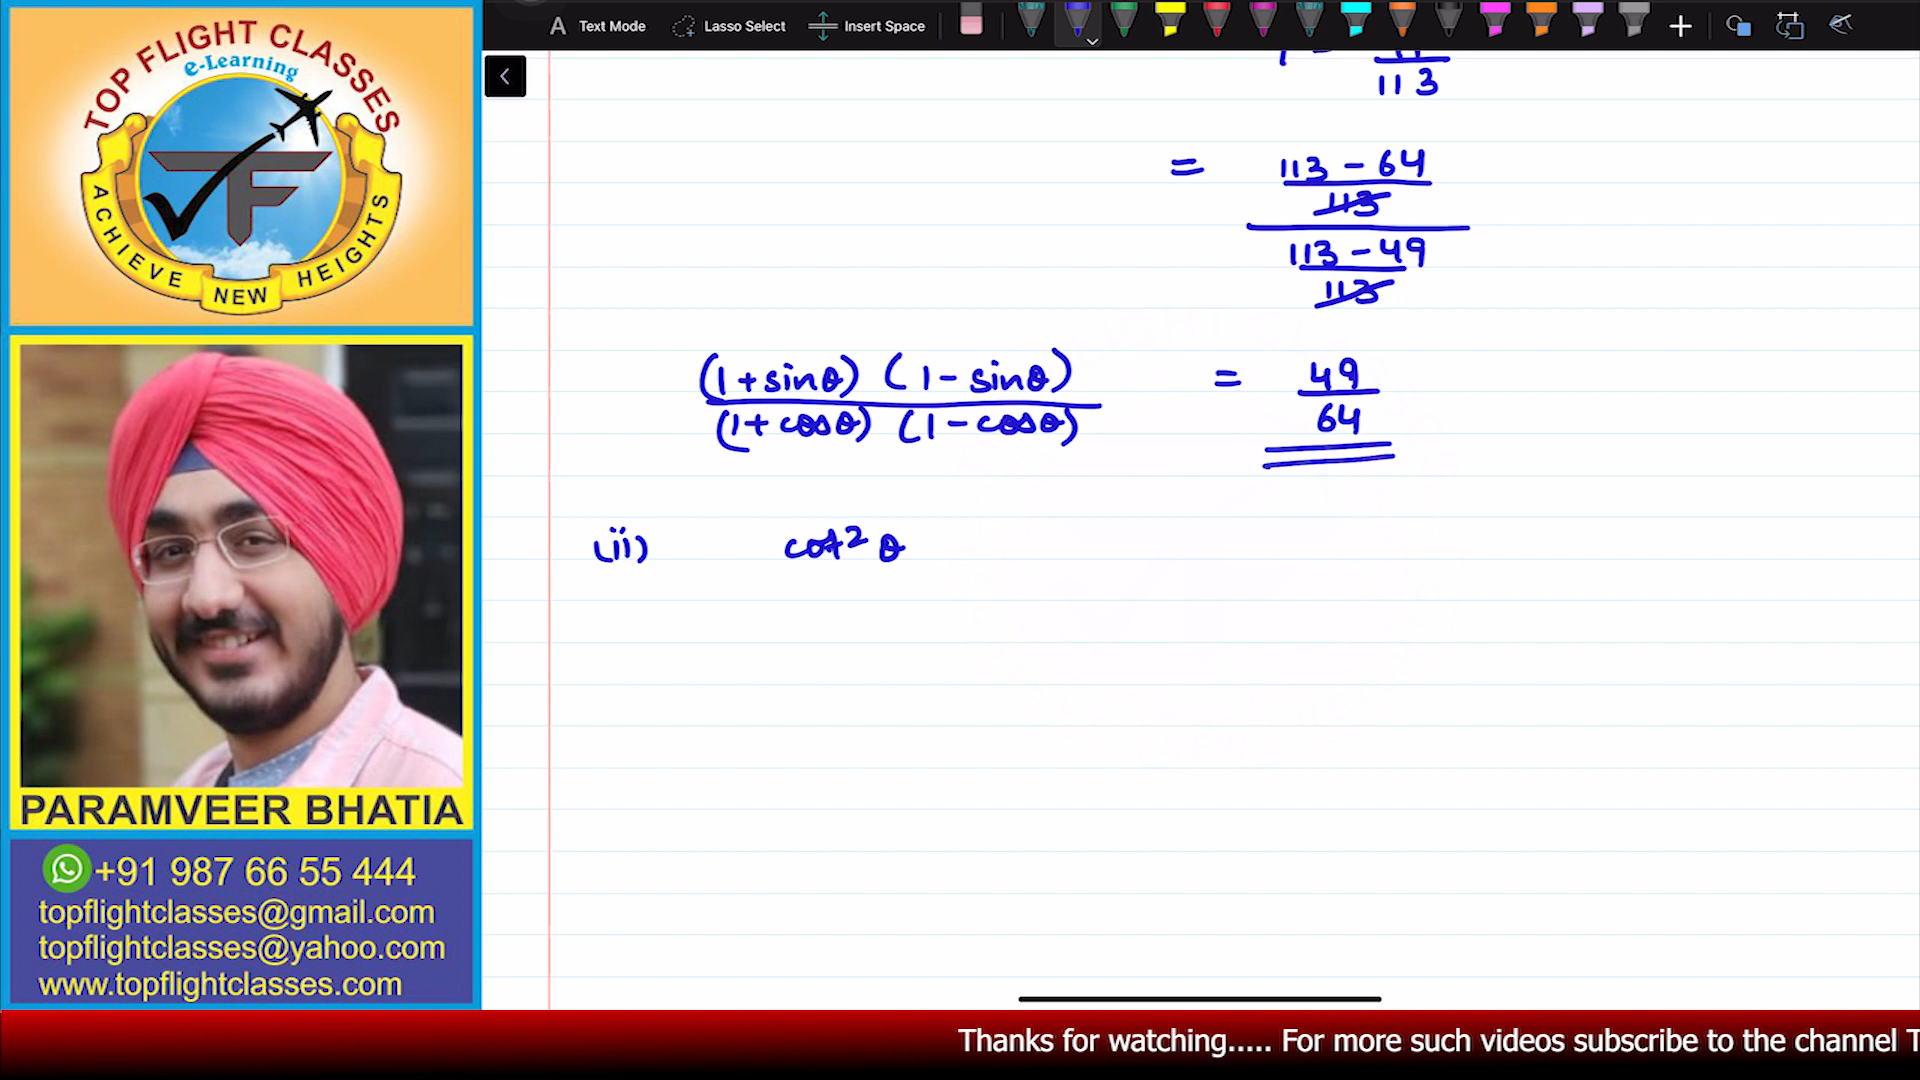 TOP FLIGHT CLASSES
e-Learning
TF
ACHIEVE NEW HEIGHTS
PARAMVEER BHATIA
+91 987 66 55 444
topflightclasses@gmail.com
topflightclasses@yahoo.com
www.topflightclasses.com
A Text Mode Lasso Select Insert Space
113
= 113 - 64
113
113 - 49
113
(1 + sinθ) (1 - sinθ) = 49
(1 + cosθ) (1 - cosθ) 64
(ii) cot² θ
Thanks for watching..... For more such videos subscribe to the channel T